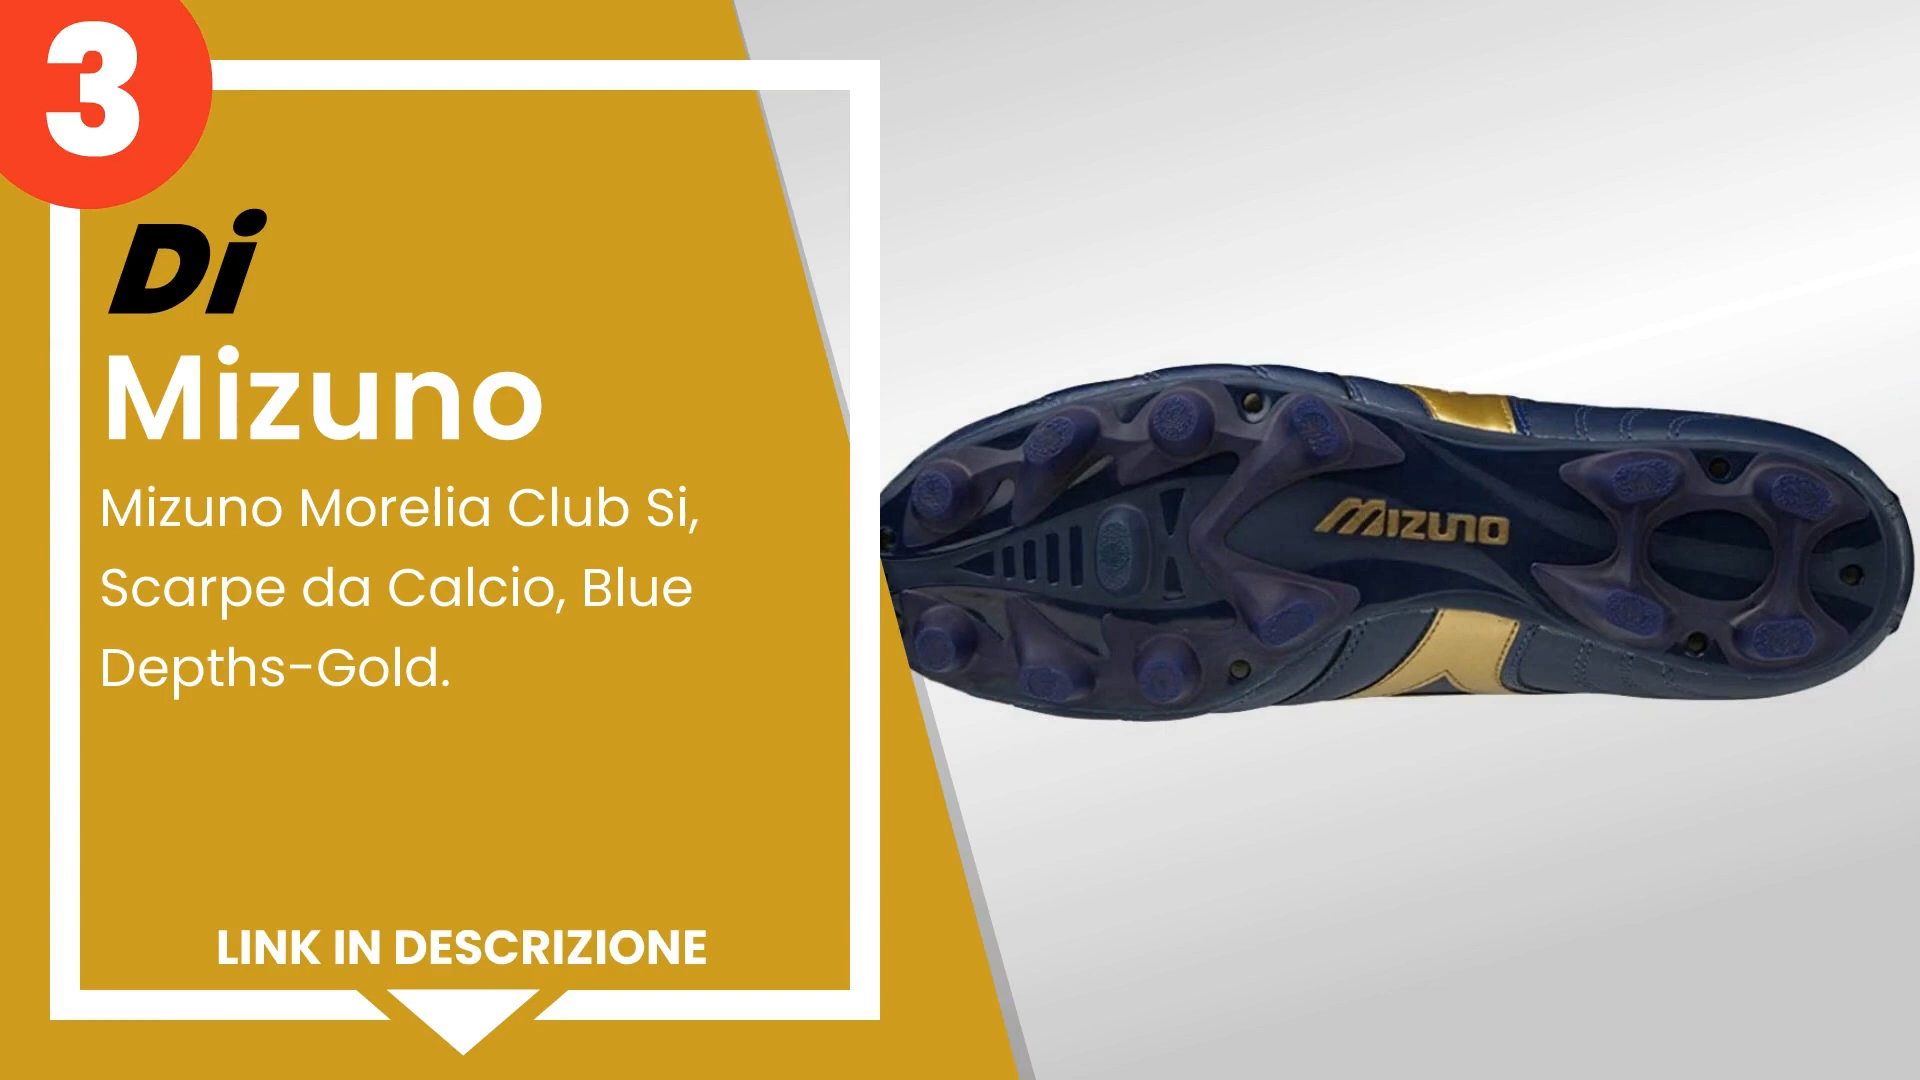 3
Di
Mizuno
Mizuno Morelia Club Si,
Scarpe da Calcio, Blue
Depths-Gold.
LINK IN DESCRIZIONE
MIZUNO